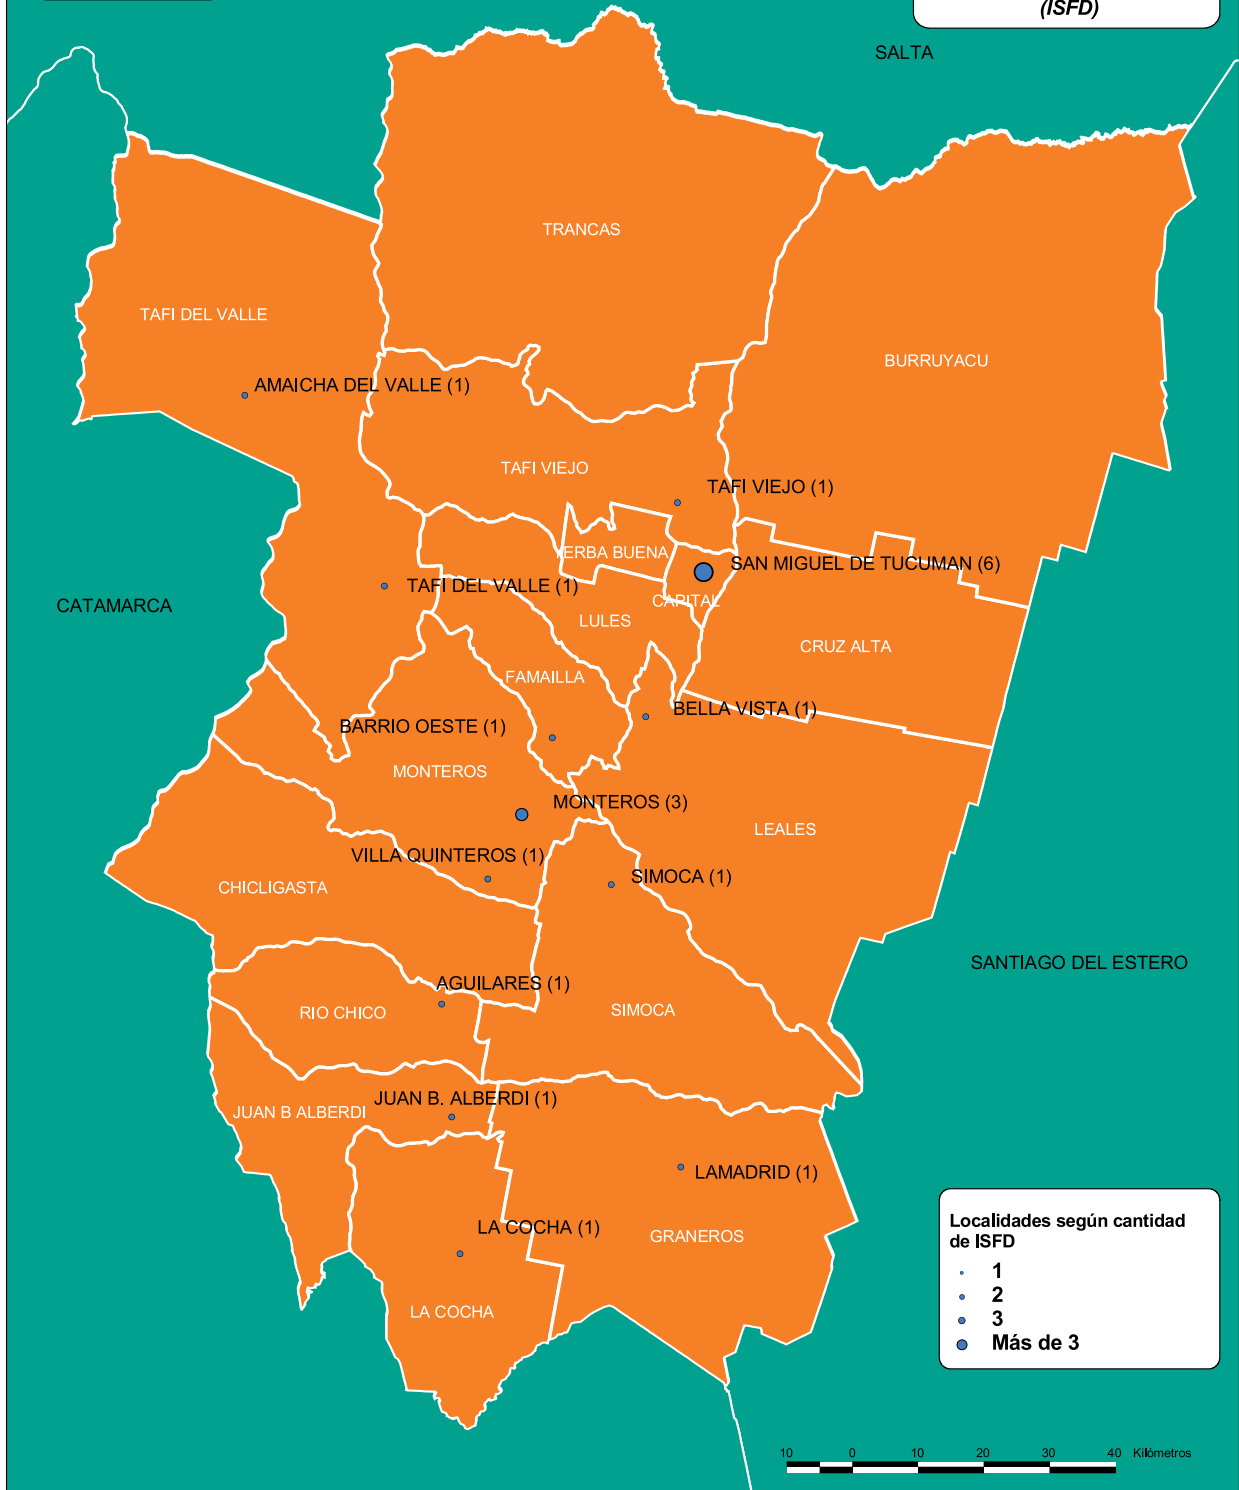 (ISFD)
SALTA
TRANCAS
TAFI DEL VALLE
BURRUYACU
AMAICHA DEL VALLE (1)
TAFI VIEJO
TAFI VIEJO (1)
YERBA BUENA
SAN MIGUEL DE TUCUMAN (6)
TAFI DEL VALLE (1)
CAPITAL
CATAMARCA
LULES
CRUZ ALTA
FAMAILLA
BELLA VISTA (1)
BARRIO OESTE (1)
MONTEROS
MONTEROS (3)
LEALES
VILLA QUINTEROS (1)
SIMOCA (1)
CHICLIGASTA
SANTIAGO DEL ESTERO
AGUILARES (1)
RIO CHICO
SIMOCA
JUAN B. ALBERDI (1)
JUAN B ALBERDI
LAMADRID (1)
LA COCHA (1)
GRANEROS
LA COCHA
Localidades según cantidad
de ISFD
1
2
3
Más de 3
10 0 10 20 30 40 Kilómetros